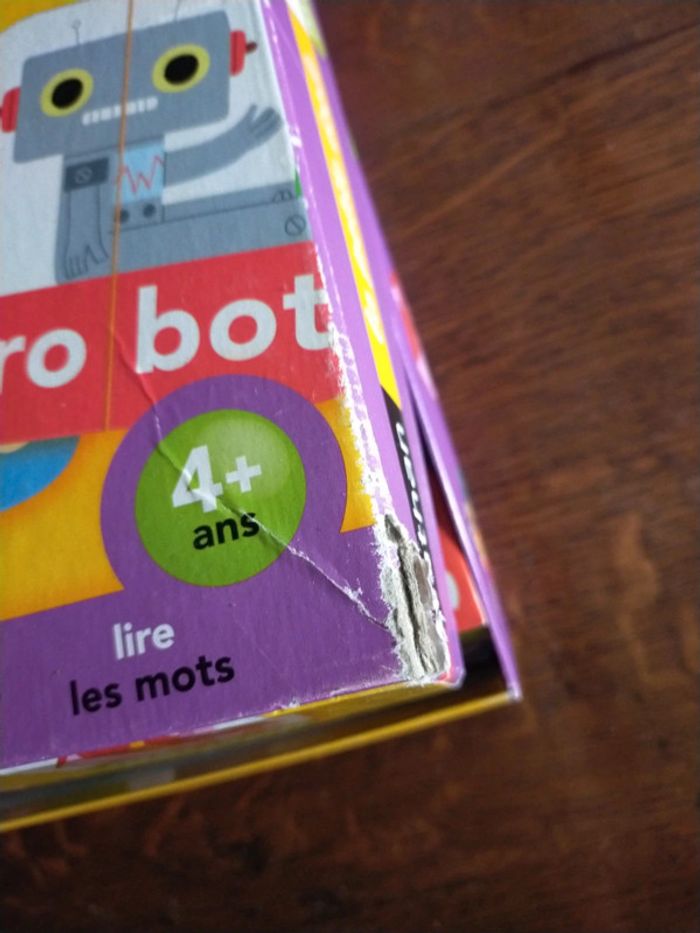 ro bot
4+
ans
lire
les mots